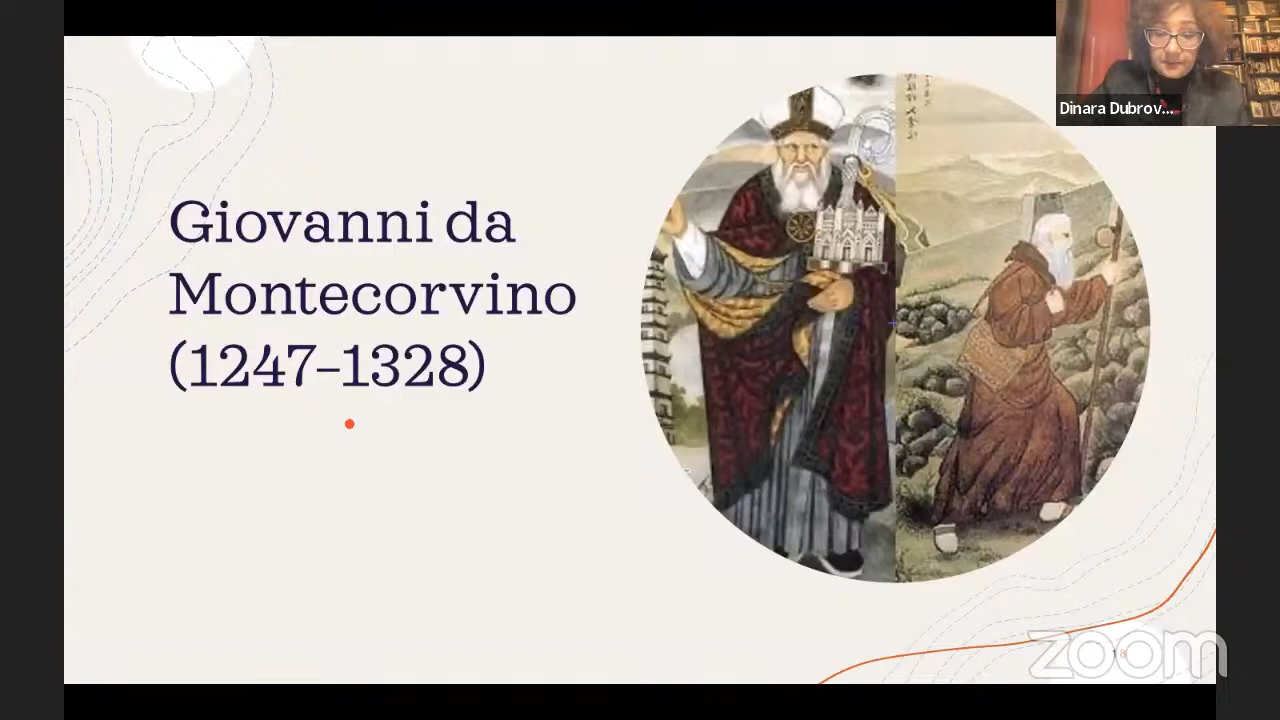 Giovanni da
Montecorvino
(1247–1328)
Dinara Dubrov...
zoom